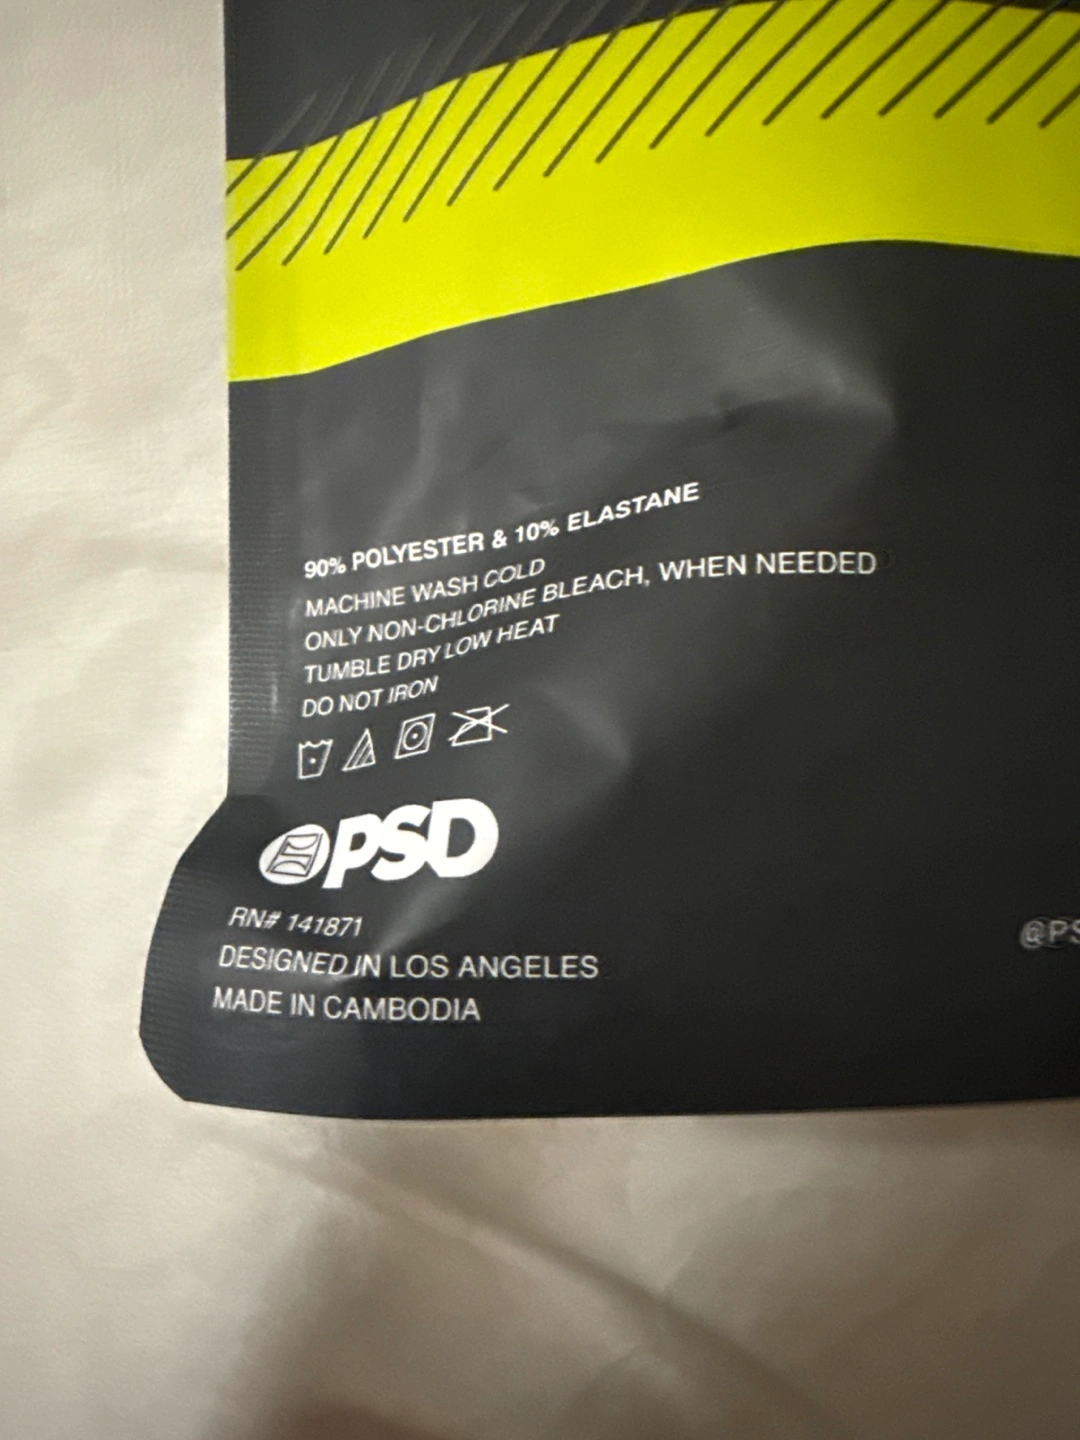 90% POLYESTER & 10% ELASTANE
MACHINE WASH COLD
ONLY NON-CHLORINE BLEACH, WHEN NEEDED
TUMBLE DRY LOW HEAT
DO NOT IRON
PSD
RN# 141871
@PS
DESIGNED IN LOS ANGELES
MADE IN CAMBODIA